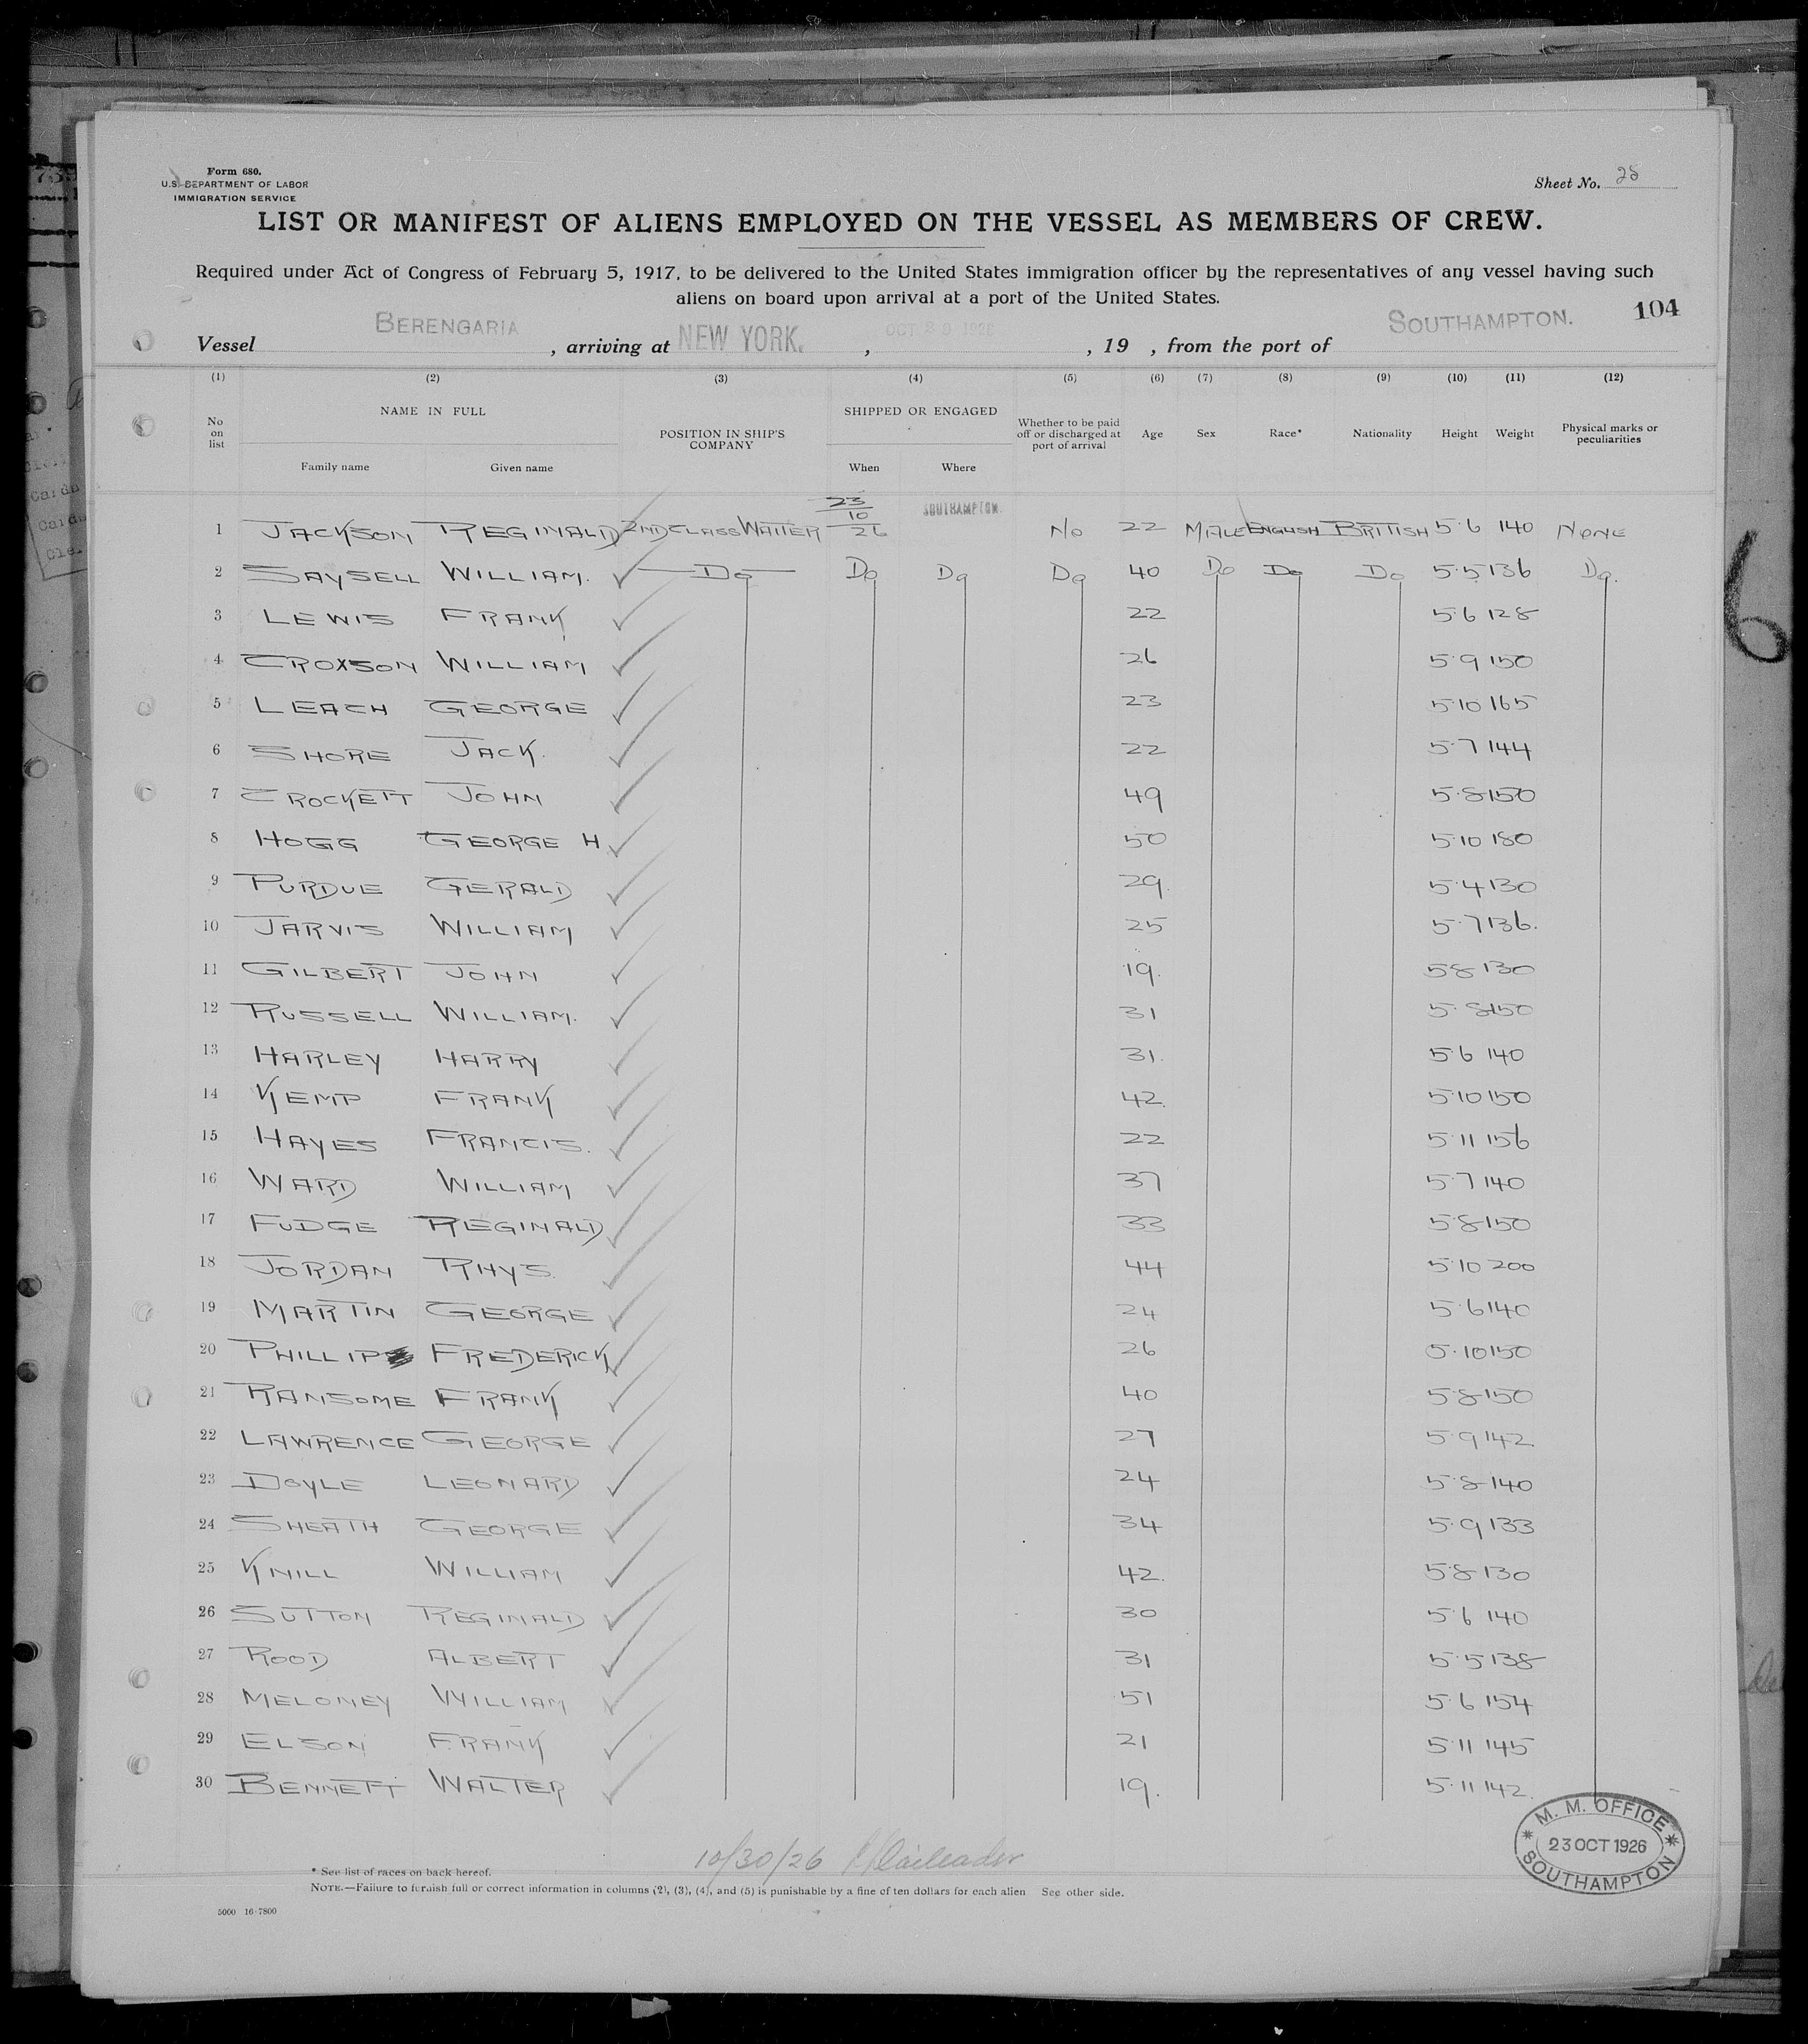 Form 680.
U.S. DEPARTMENT OF LABOR
IMMIGRATION SERVICE
Sheet No. 28
LIST OR MANIFEST OF ALIENS EMPLOYED ON THE VESSEL AS MEMBERS OF CREW.
Required under Act of Congress of February 5, 1917, to be delivered to the United States immigration officer by the representatives of any vessel having such
aliens on board upon arrival at a port of the United States.
104
Vessel BERENGARIA, arriving at NEW YORK., OCT 30 1926, 19 , from the port of SOUTHAMPTON.
(1) (2) (3) (4) (5) (6) (7) (8) (9) (10) (11) (12)
No on list NAME IN FULL Family name Given name POSITION IN SHIP'S COMPANY SHIPPED OR ENGAGED When Where Whether to be paid off or discharged at port of arrival Age Sex Race* Nationality Height Weight Physical marks or peculiarities
1 JACKSON REGINALD 2ND CLASS WAITER 23/10/26 SOUTHAMPTON. No 22 MALE ENGLISH BRITISH 5·6 140 NONE
2 SAYSELL WILLIAM. Do Do Do Do 40 Do Do Do 5·5 136 Do.
3 LEWIS FRANK 22 5·6 128
4 CROXSON WILLIAM 26 5·9 150
5 LEACH GEORGE 23 5·10 165
6 SHORE JACK. 22 5·7 144
7 CROCKETT JOHN 49 5·8 150
8 HOGG GEORGE H 50 5·10 180
9 PURDUE GERALD 29. 5·4 130
10 JARVIS WILLIAM 25 5·7 136.
11 GILBERT JOHN 19. 5·8 130
12 RUSSELL WILLIAM. 31 5·8 150
13 HARLEY HARRY 31. 5·6 140
14 KEMP FRANK 42. 5·10 150
15 HAYES FRANCIS. 22 5·11 156
16 WARD WILLIAM 37 5·7 140
17 FUDGE REGINALD 33 5·8 150
18 JORDAN RHYS. 44 5·10 200
19 MARTIN GEORGE 24 5·6 140
20 PHILLIP FREDERICK 26 5·10 150
21 RANSOME FRANK 40 5·8 150
22 LAWRENCE GEORGE 27 5·9 142
23 DOYLE LEONARD 24 5·8 140
24 SHEATH GEORGE 34 5·9 133
25 KNILL WILLIAM 42. 5·8 130
26 SUTTON REGINALD 30 5·6 140
27 ROOD ALBERT 31 5·5 138
28 MELONEY WILLIAM 51 5·6 154
29 ELSON FRANK 21 5·11 145
30 BENNETT WALTER 19. 5·11 142.
M. M. OFFICE
23 OCT 1926
SOUTHAMPTON
10/30/26
* See list of races on back hereof.
NOTE.—Failure to furnish full or correct information in columns (2), (3), (4), and (5) is punishable by a fine of ten dollars for each alien See other side.
5000 16-7800
6